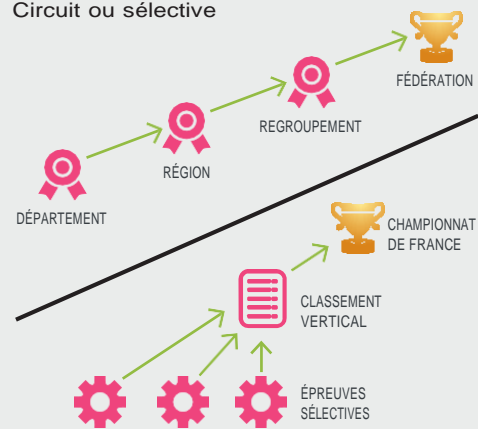 Circuit ou sélective
FÉDÉRATION
REGROUPEMENT
RÉGION
DÉPARTEMENT
CHAMPIONNAT
DE FRANCE
CLASSEMENT
VERTICAL
ÉPREUVES
SÉLECTIVES